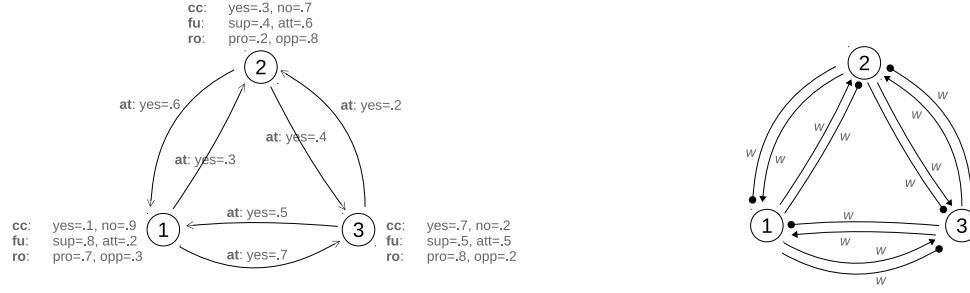 cc: yes=.3, no=.7
fu: sup=.4, att=.6
ro: pro=.2, opp=.8
2
at: yes=.6
at: yes=.2
at: yes=.4
at: yes=.3
at: yes=.5
1
3
at: yes=.7
cc: yes=.1, no=.9
fu: sup=.8, att=.2
ro: pro=.7, opp=.3
cc: yes=.7, no=.2
fu: sup=.5, att=.5
ro: pro=.8, opp=.2
2
w
w
w
w
w
w
w
w
w
w
1
3
w
w